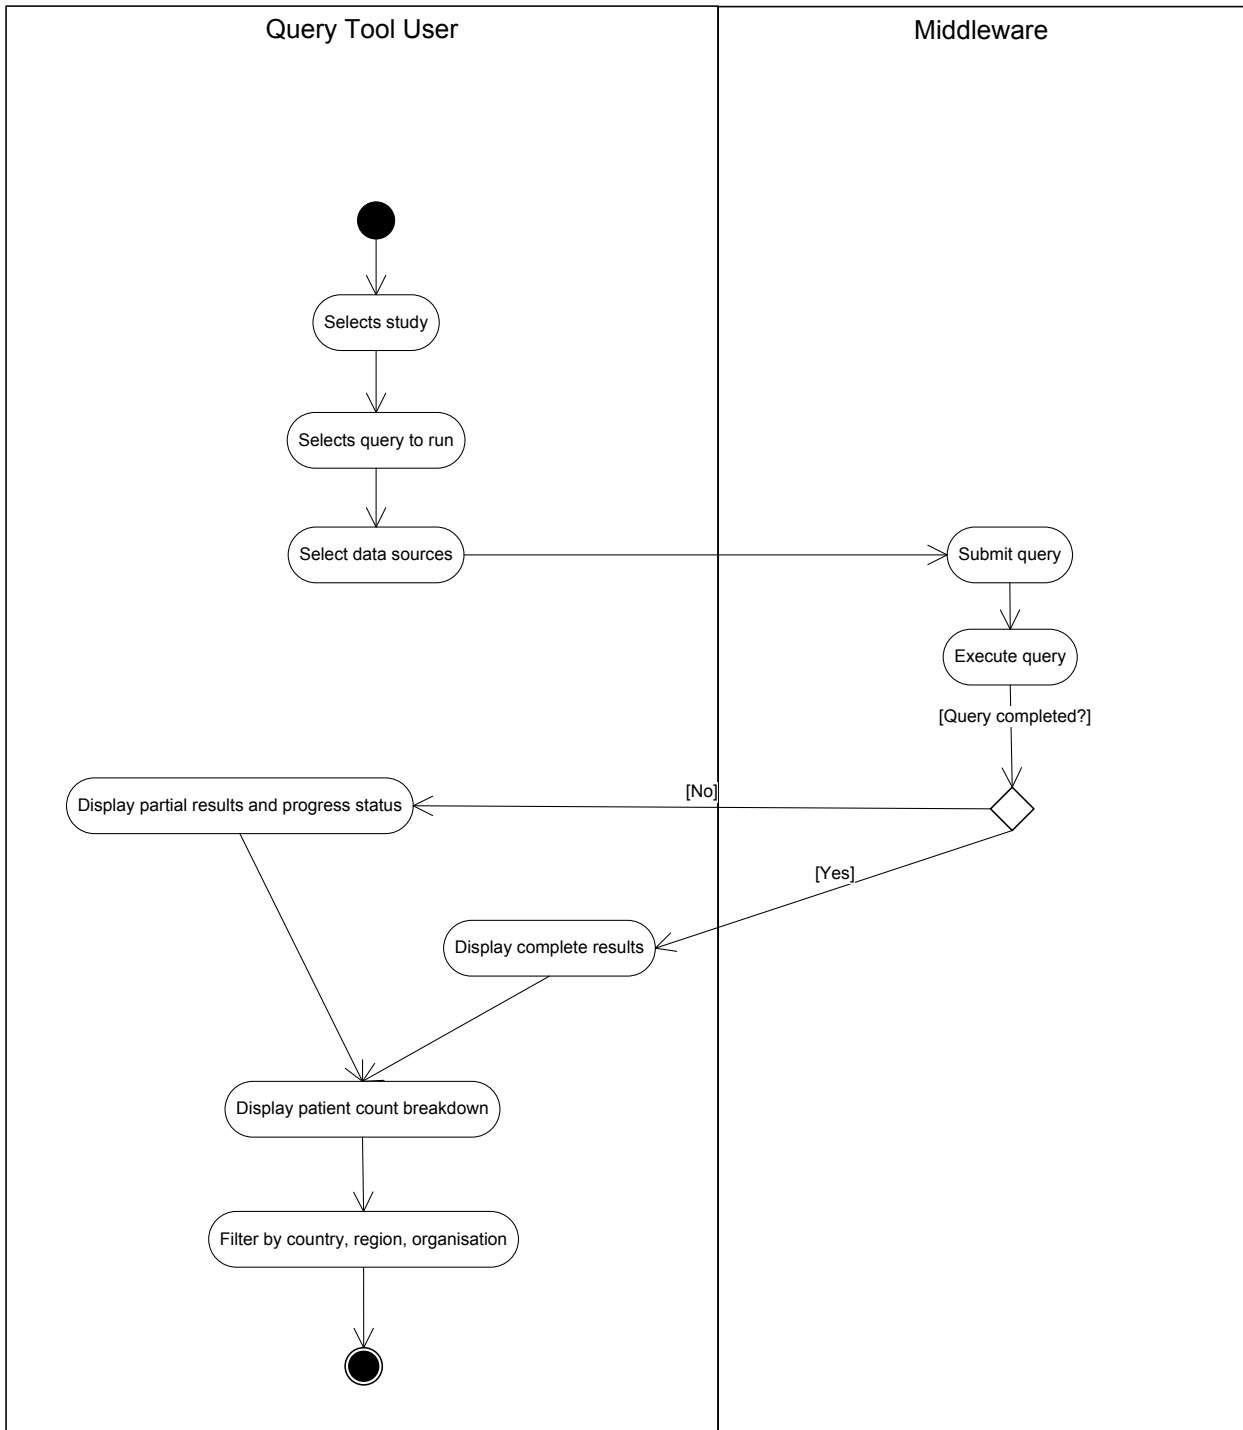 Query Tool User
Middleware
Selects study
Selects query to run
Select data sources
Submit query
Execute query
[Query completed?]
[No]
Display partial results and progress status
[Yes]
Display complete results
Display patient count breakdown
Filter by country, region, organisation